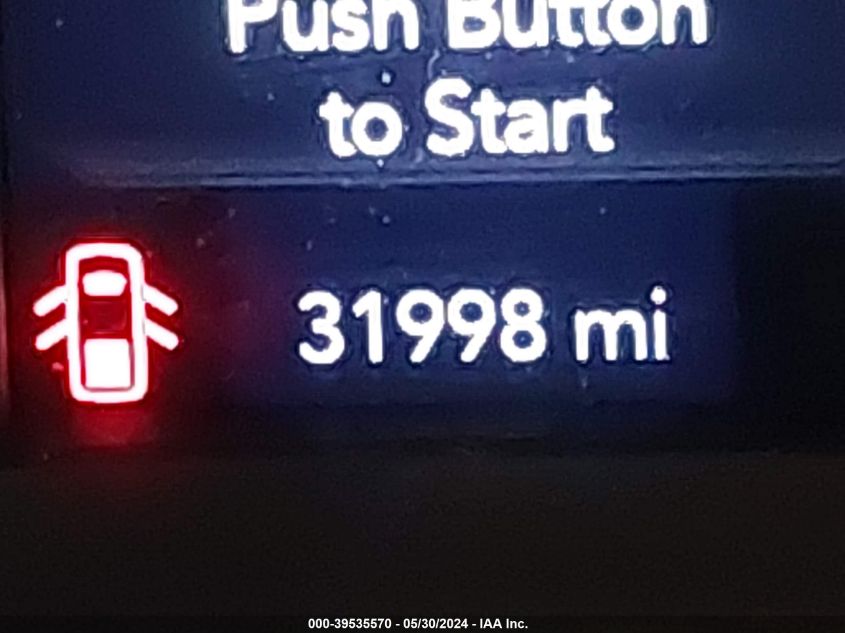 Push Button
to Start
31998 mi
000-39535570 - 05/30/2024 - IAA Inc.